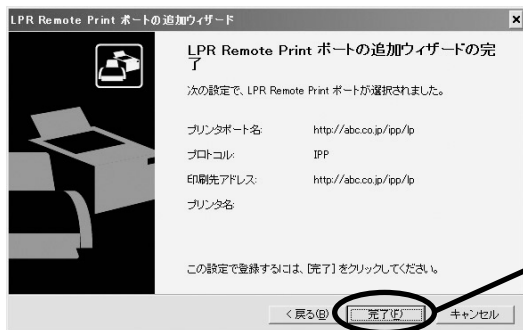 LPR Remote Print ポートの追加ウィザード
LPR Remote Print ポートの追加ウィザードの完
了
次の設定で、LPR Remote Print ポートが選択されました。
プリンタポート名: http://abc.co.jp/ipp/lp
プロトコル: IPP
印刷先アドレス: http://abc.co.jp/ipp/lp
プリンタ名:
この設定で登録するには、[完了] をクリックしてください。
< 戻る(B) 完了(F) キャンセル